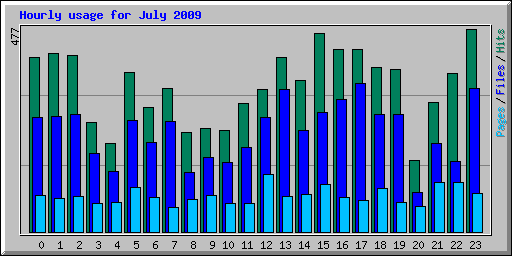 Hourly usage for July 2009
477
Pages/Files/Hits
0 1 2 3 4 5 6 7 8 9 10 11 12 13 14 15 16 17 18 19 20 21 22 23